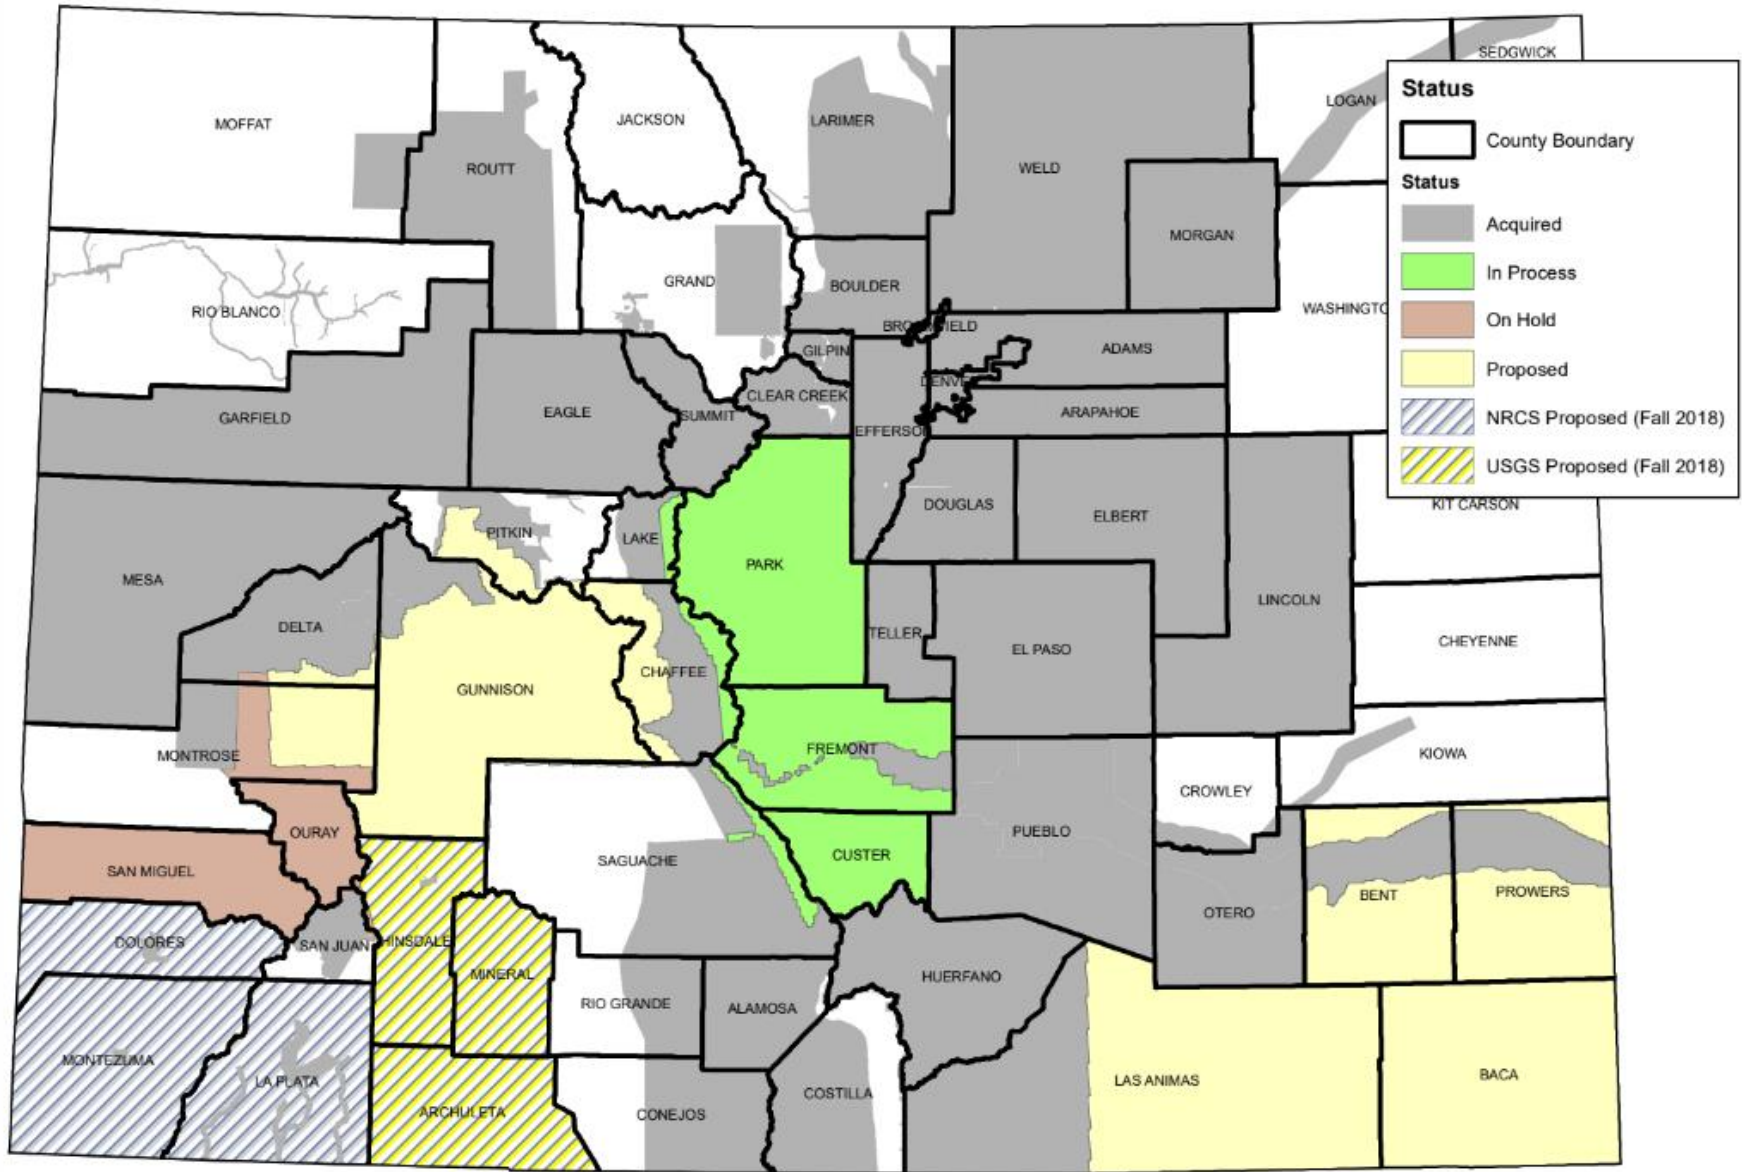 SEDGWICK
LOGAN
MOFFAT
JACKSON
LARIMER
ROUTT
WELD
MORGAN
GRAND
BOULDER
RIO BLANCO
WASHINGTO
GILPIN
ADAMS
CLEAR CREEK
GARFIELD
EAGLE
SUMMIT
ARAPAHOE
EFFERSO
DOUGLAS
ELBERT
KIT CARSON
PITKIN
LAKE
PARK
MESA
DELTA
TELLER
LINCOLN
CHEYENNE
EL PASO
CHAFFEE
GUNNISON
MONTROSE
FREMONT
KIOWA
CROWLEY
OURAY
PUEBLO
SAGUACHE
CUSTER
SAN MIGUEL
BENT
PROWERS
OTERO
DOLORES
SAN JUAN
HINSDALE
MINERAL
HUERFANO
RIO GRANDE
ALAMOSA
MONTEZUMA
LA PLATA
ARCHULETA
CONEJOS
COSTILLA
LAS ANIMAS
BACA
Status
County Boundary
Status
Acquired
In Process
On Hold
Proposed
NRCS Proposed (Fall 2018)
USGS Proposed (Fall 2018)